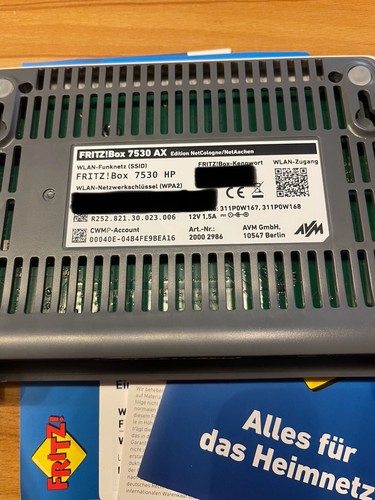 FRITZ!Box 7530 AX Edition NetCologne/NetAachen
WLAN-Funknetz (SSID) FRITZ!Box-Kennwort WLAN-Zugang
FRITZ!Box 7530 HP
WLAN-Netzwerkschlüssel (WPA2)
CE
311P0W167, 311P0W168
R252.821.30.023.006 12V 1,5A
CWMP-Account Art.-Nr.: AVM GmbH,
00040E-04B4FE9BEA16 2000 2986 10547 Berlin
AVM
FRITZ!
Alles für
das Heimnetz